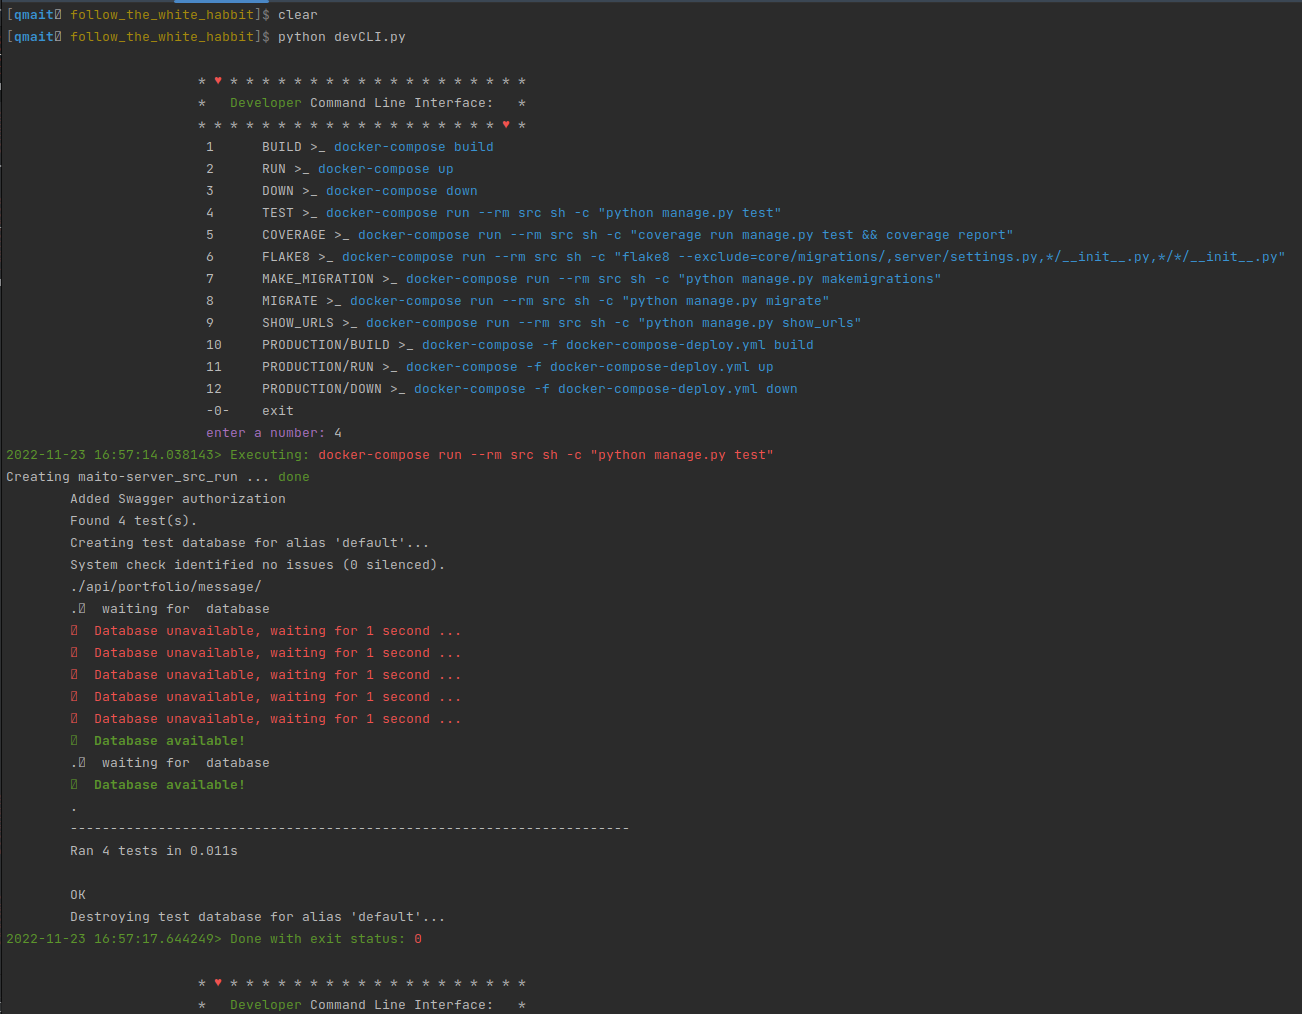 [qmait▯ follow_the_white_habbit]$ clear
[qmait▯ follow_the_white_habbit]$ python devCLI.py
* ♥ * * * * * * * * * * * * * * * * * * *
* Developer Command Line Interface: *
* * * * * * * * * * * * * * * * * * * ♥ *
1 BUILD >_ docker-compose build
2 RUN >_ docker-compose up
3 DOWN >_ docker-compose down
4 TEST >_ docker-compose run --rm src sh -c "python manage.py test"
5 COVERAGE >_ docker-compose run --rm src sh -c "coverage run manage.py test && coverage report"
6 FLAKE8 >_ docker-compose run --rm src sh -c "flake8 --exclude=core/migrations/,server/settings.py,*/__init__.py,*/*/__init__.py"
7 MAKE_MIGRATION >_ docker-compose run --rm src sh -c "python manage.py makemigrations"
8 MIGRATE >_ docker-compose run --rm src sh -c "python manage.py migrate"
9 SHOW_URLS >_ docker-compose run --rm src sh -c "python manage.py show_urls"
10 PRODUCTION/BUILD >_ docker-compose -f docker-compose-deploy.yml build
11 PRODUCTION/RUN >_ docker-compose -f docker-compose-deploy.yml up
12 PRODUCTION/DOWN >_ docker-compose -f docker-compose-deploy.yml down
-0- exit
enter a number: 4
2022-11-23 16:57:14.038143> Executing: docker-compose run --rm src sh -c "python manage.py test"
Creating maito-server_src_run ... done
Added Swagger authorization
Found 4 test(s).
Creating test database for alias 'default'...
System check identified no issues (0 silenced).
./api/portfolio/message/
.▯ waiting for database
▯ Database unavailable, waiting for 1 second ...
▯ Database unavailable, waiting for 1 second ...
▯ Database unavailable, waiting for 1 second ...
▯ Database unavailable, waiting for 1 second ...
▯ Database unavailable, waiting for 1 second ...
▯ Database available!
.▯ waiting for database
▯ Database available!
.
----------------------------------------------------------------------
Ran 4 tests in 0.011s
OK
Destroying test database for alias 'default'...
2022-11-23 16:57:17.644249> Done with exit status: 0
* ♥ * * * * * * * * * * * * * * * * * * *
* Developer Command Line Interface: *